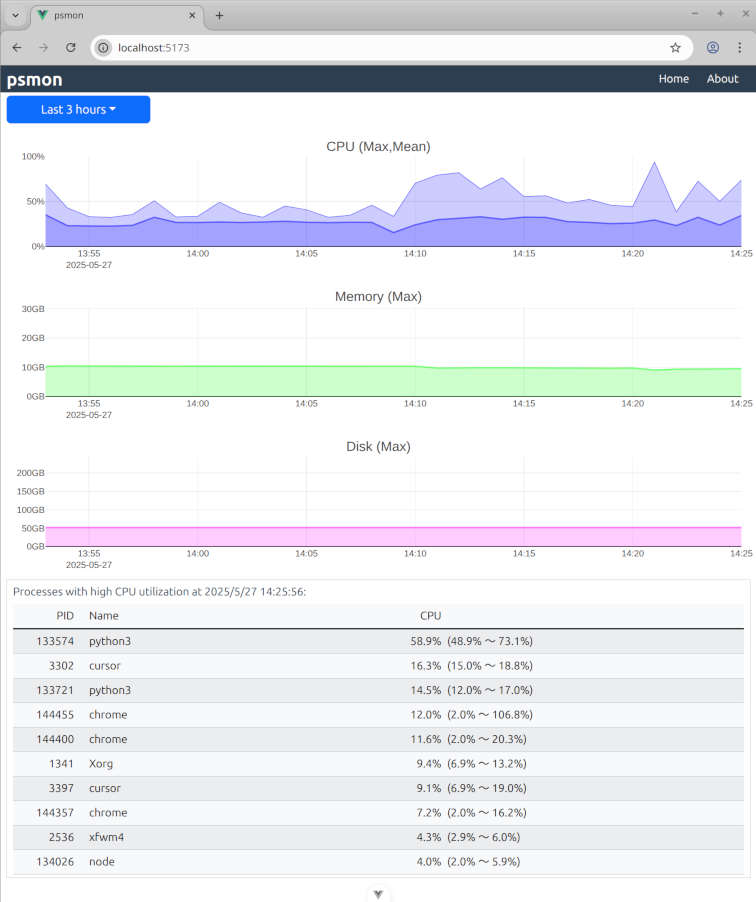 psmon
localhost:5173
psmon Home About
Last 3 hours
CPU (Max,Mean)
100%
50%
0%
13:55 14:00 14:05 14:10 14:15 14:20 14:25
2025-05-27
Memory (Max)
30GB
20GB
10GB
0GB
13:55 14:00 14:05 14:10 14:15 14:20 14:25
2025-05-27
Disk (Max)
200GB
150GB
100GB
50GB
0GB
13:55 14:00 14:05 14:10 14:15 14:20 14:25
2025-05-27
Processes with high CPU utilization at 2025/5/27 14:25:56:
PID Name CPU
133574 python3 58.9% (48.9% ～ 73.1%)
3302 cursor 16.3% (15.0% ～ 18.8%)
133721 python3 14.5% (12.0% ～ 17.0%)
144455 chrome 12.0% (2.0% ～ 106.8%)
144400 chrome 11.6% (2.0% ～ 20.3%)
1341 Xorg 9.4% (6.9% ～ 13.2%)
3397 cursor 9.1% (6.9% ～ 19.0%)
144357 chrome 7.2% (2.0% ～ 16.2%)
2536 xfwm4 4.3% (2.9% ～ 6.0%)
134026 node 4.0% (2.0% ～ 5.9%)